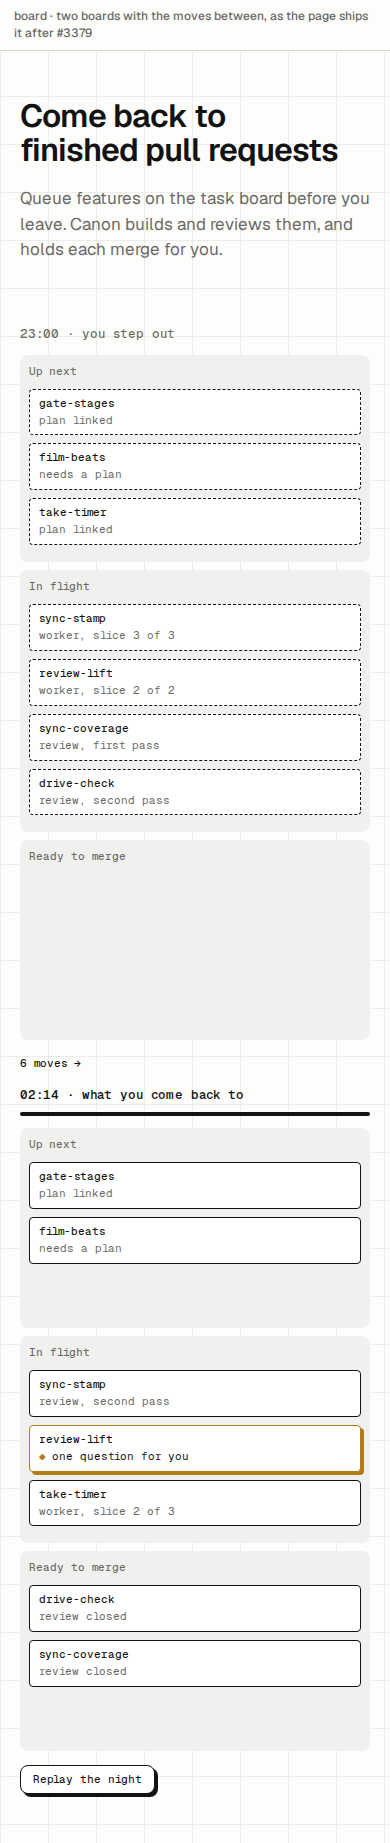 board · two boards with the moves between, as the page ships
it after #3379
Come back to
finished pull requests
Queue features on the task board before you
leave. Canon builds and reviews them, and
holds each merge for you.
23:00 · you step out
Up next
gate-stages
plan linked
film-beats
needs a plan
take-timer
plan linked
In flight
sync-stamp
worker, slice 3 of 3
review-lift
worker, slice 2 of 2
sync-coverage
review, first pass
drive-check
review, second pass
Ready to merge
6 moves →
02:14 · what you come back to
Up next
gate-stages
plan linked
film-beats
needs a plan
In flight
sync-stamp
review, second pass
review-lift
◆ one question for you
take-timer
worker, slice 2 of 3
Ready to merge
drive-check
review closed
sync-coverage
review closed
Replay the night